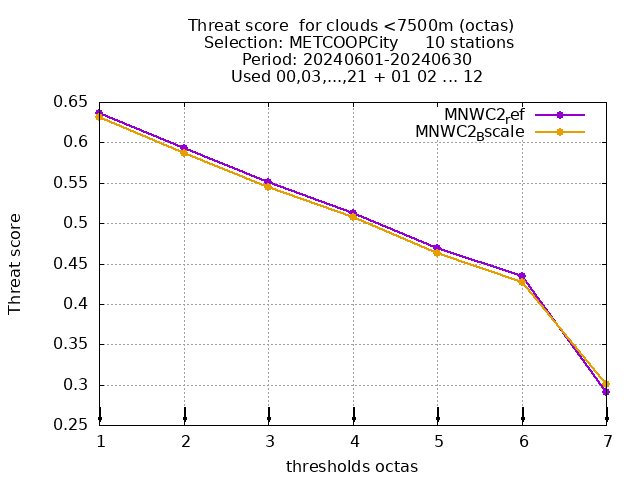 Threat score  for clouds <7500m (octas)
Selection: METCOOPCity     10 stations
Period: 20240601-20240630
Used 00,03,...,21 + 01 02 ... 12
MNWC2ref
MNWC2Bscale
Threat score
0.65
0.6
0.55
0.5
0.45
0.4
0.35
0.3
0.25
1 2 3 4 5 6 7
thresholds octas